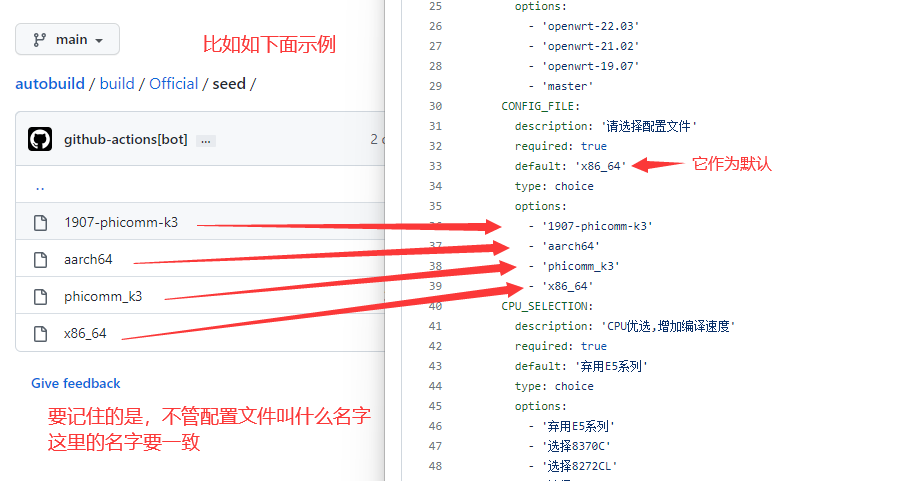 main
比如如下面示例
autobuild / build / Official / seed /
github-actions[bot] ...
..
1907-phicomm-k3
aarch64
phicomm_k3
x86_64
Give feedback
要记住的是，不管配置文件叫什么名字
这里的名字要一致
25 options:
26 - 'openwrt-22.03'
27 - 'openwrt-21.02'
28 - 'openwrt-19.07'
29 - 'master'
30 CONFIG_FILE:
31 description: '请选择配置文件'
32 required: true
33 default: 'x86_64'
它作为默认
34 type: choice
35 options:
- '1907-phicomm-k3'
37 - 'aarch64'
38 - 'phicomm_k3'
39 - 'x86_64'
40 CPU_SELECTION:
41 description: 'CPU优选,增加编译速度'
42 required: true
43 default: '弃用E5系列'
44 type: choice
45 options:
46 - '弃用E5系列'
47 - '选择8370C'
48 - '选择8272CL'